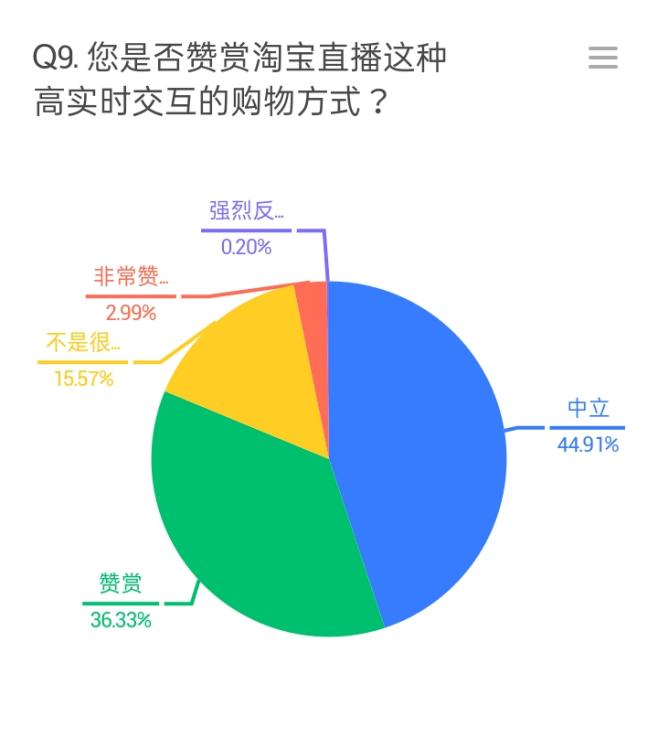 Q9. 您是否赞赏淘宝直播这种
高实时交互的购物方式？
强烈反...
0.20%
非常赞...
2.99%
不是很...
15.57%
中立
44.91%
赞赏
36.33%